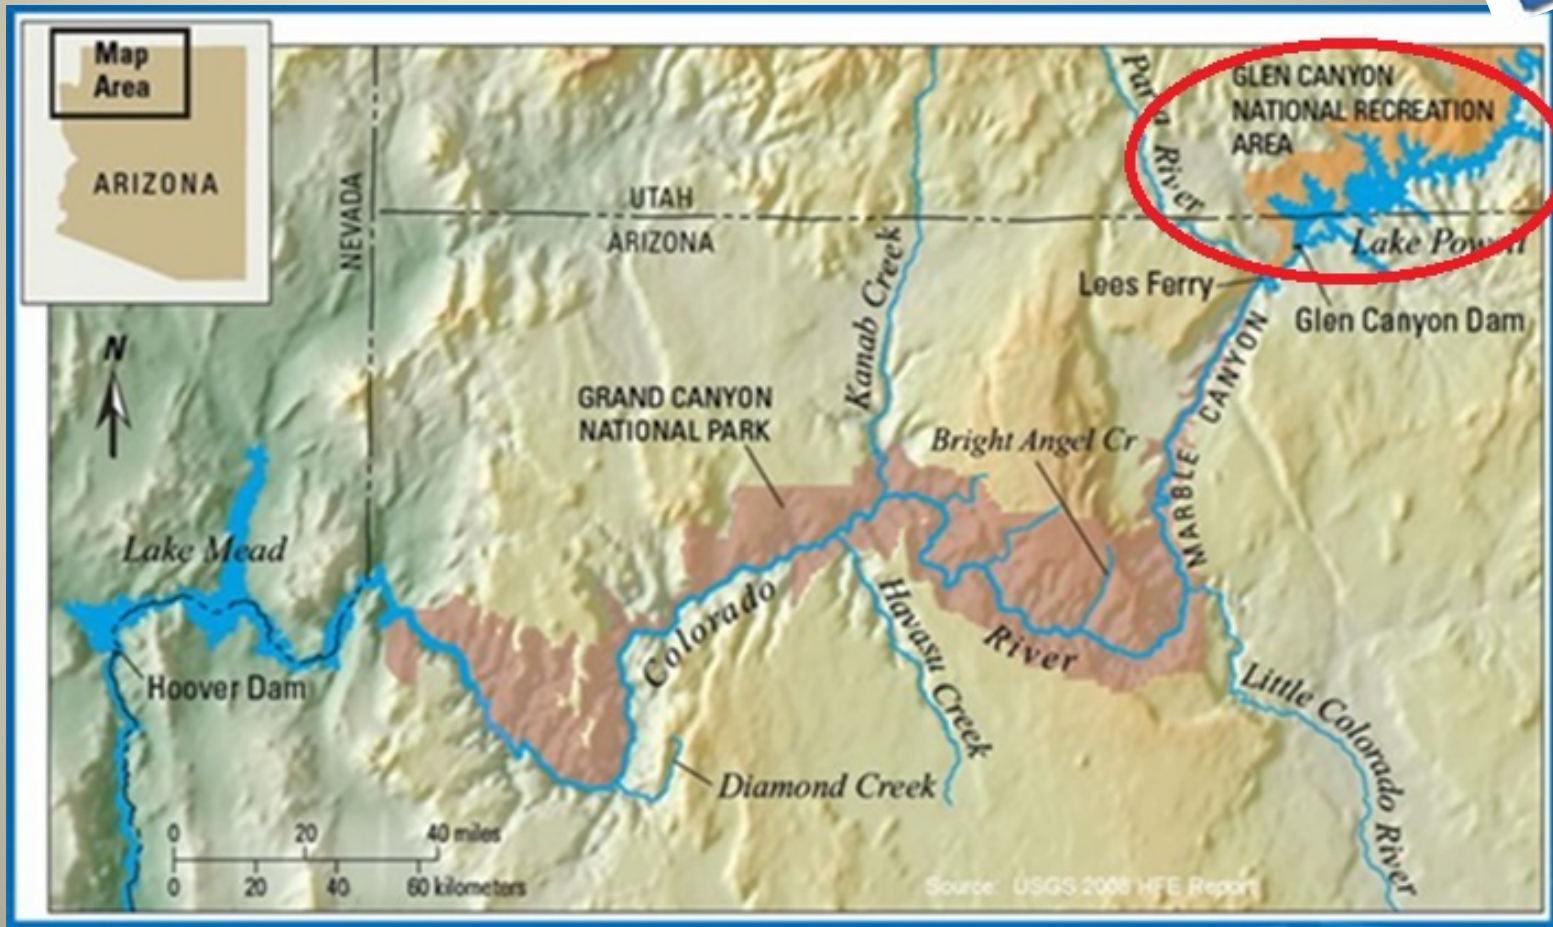 Map
Area
ARIZONA
NEVADA
UTAH
ARIZONA
Kanab Creek
Paria River
GLEN CANYON
NATIONAL RECREATION
AREA
Lake Powell
Lees Ferry
Glen Canyon Dam
N
GRAND CANYON
NATIONAL PARK
Bright Angel Cr
MARBLE CANYON
Lake Mead
Hoover Dam
Colorado River
Havasu Creek
Little Colorado River
Diamond Creek
0 20 40 miles
0 20 40 60 kilometers
Source: USGS 2008 HFE Report